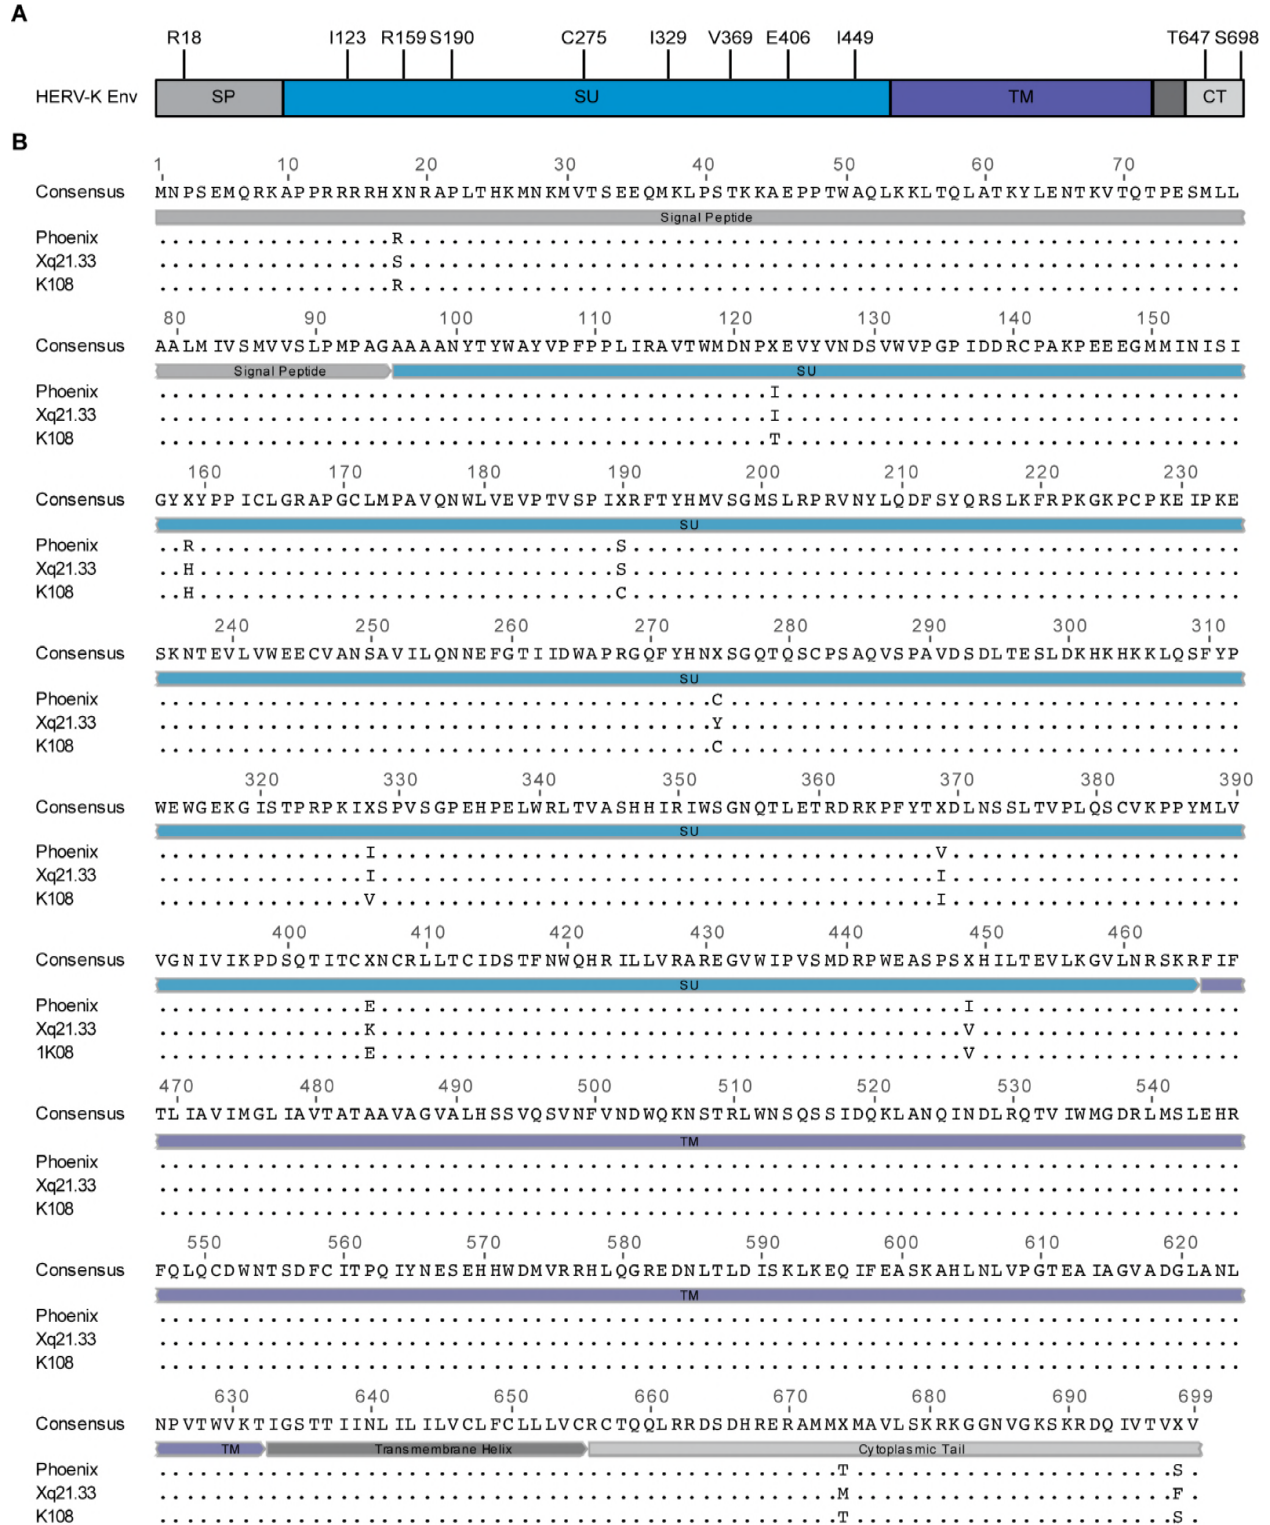 A
R18 I123 R159 S190 C275 I329 V369 E406 I449 T647 S698
HERV-K Env SP SU TM CT
B
1 10 20 30 40 50 60 70
Consensus MNPSEMQRKAPPRRRRHXNRAPLTHKMNKMVTSEEQMKLPSTKKAEPPTWAQLKKLTQLATKYLENTKVTQTPESMLL
Signal Peptide
Phoenix .................R............................................................
Xq21.33 .................S............................................................
K108 .................R............................................................
80 90 100 110 120 130 140 150
Consensus AALMIVSMVVSLPMPAGAAAANYTYWAYVPFPPLIRAVTWMDNPXEVYVNDSVWVPGPIDDRCPAKPEEEGMMINISI
Signal Peptide SU
Phoenix ............................................I.................................
Xq21.33 ............................................I.................................
K108 ............................................T.................................
160 170 180 190 200 210 220 230
Consensus GYXYPPICLGRAPGCLMPAVQNWLVEVPTVSPIXRFTYHMVSGMSLRPRVNYLQDFSYQRSLKFRPKGKPCPKEIPKE
SU
Phoenix ..R..............................S............................................
Xq21.33 ..H..............................S............................................
K108 ..H..............................C............................................
240 250 260 270 280 290 300 310
Consensus SKNTEVLVWEECVANSAVILQNNEFGTIIDWAPRGQFYHNXSGQTQSCPSAQVSPAVDSDLTESLDKHKHKKLQSFYP
SU
Phoenix ........................................C.....................................
Xq21.33 ........................................Y.....................................
K108 ........................................C.....................................
320 330 340 350 360 370 380 390
Consensus WEWGEKGISTPRPKIXSPVSGPEHPELWRLTVASHHIRIWSGNQTLETRDRKPFYTXDLNSSLTVPLQSCVKPPYMLV
SU
Phoenix ...............I........................................V.....................
Xq21.33 ...............I........................................I.....................
K108 ...............V........................................I.....................
400 410 420 430 440 450 460
Consensus VGNIVIKPDSQTITCXNCRLLTCIDSTFNWQHRILLVRAREGVWIPVSMDRPWEASPSXHILTEVLKGVLNRSKRFIF
SU
Phoenix ...............E..........................................I...................
Xq21.33 ...............K..........................................V...................
1K08 ...............E..........................................V...................
470 480 490 500 510 520 530 540
Consensus TLIAVIMGLIAVTATAAVAGVALHSSVQSVNFVNDWQKNSTRLWNSQSSIDQKLANQINDLRQTVIWMGDRLMSLEHR
TM
Phoenix ..............................................................................
Xq21.33 ..............................................................................
K108 ..............................................................................
550 560 570 580 590 600 610 620
Consensus FQLQCDWNTSDFCITPQIYNESEHHWDMVRRHLQGREDNLTLDISKLKEQIFEASKAHLNLVPGTEAIAGVADGLANL
TM
Phoenix ..............................................................................
Xq21.33 ..............................................................................
K108 ..............................................................................
630 640 650 660 670 680 690 699
Consensus NPVTWVKTIGSTTIINLILILVCLFCLLLVCRCTQQLRRDSDHRERAMMXMAVLSKRKGGNVGKSKRDQIVTVXV
TM Transmembrane Helix Cytoplasmic Tail
Phoenix .................................................T.......................S.
Xq21.33 .................................................M.......................F.
K108 .................................................T.......................S.